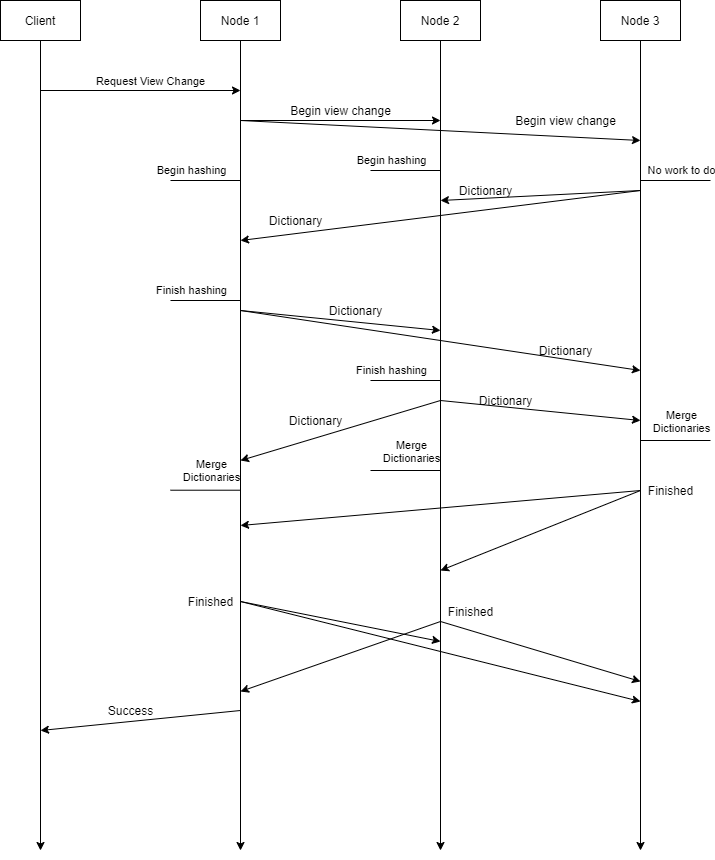 Client
Node 1
Node 2
Node 3
Request View Change
Begin view change
Begin view change
Begin hashing
Begin hashing
No work to do
Dictionary
Dictionary
Finish hashing
Dictionary
Dictionary
Finish hashing
Dictionary
Dictionary
Merge
Dictionaries
Merge
Dictionaries
Merge
Dictionaries
Finished
Finished
Finished
Success